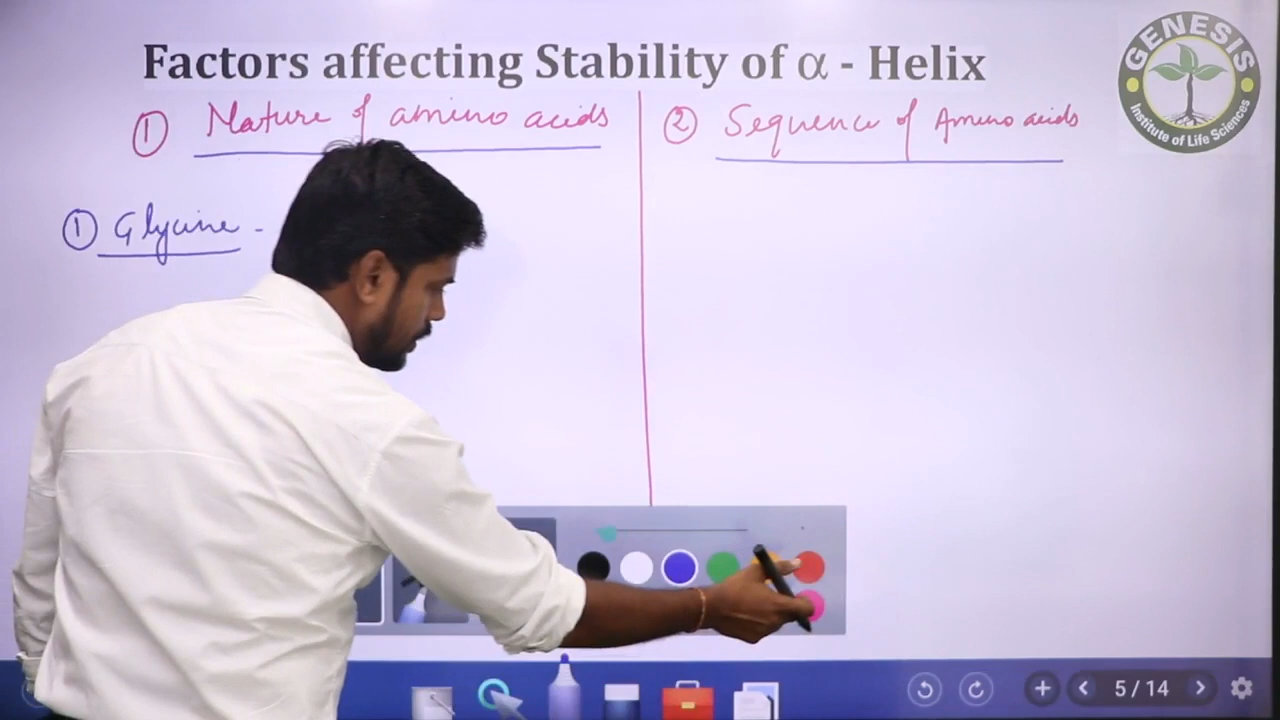 Factors affecting Stability of α - Helix
① Nature of amino acids
② Sequence of Amino acids
① Glycine -
GENESIS
Institute of Life Sciences
5/14